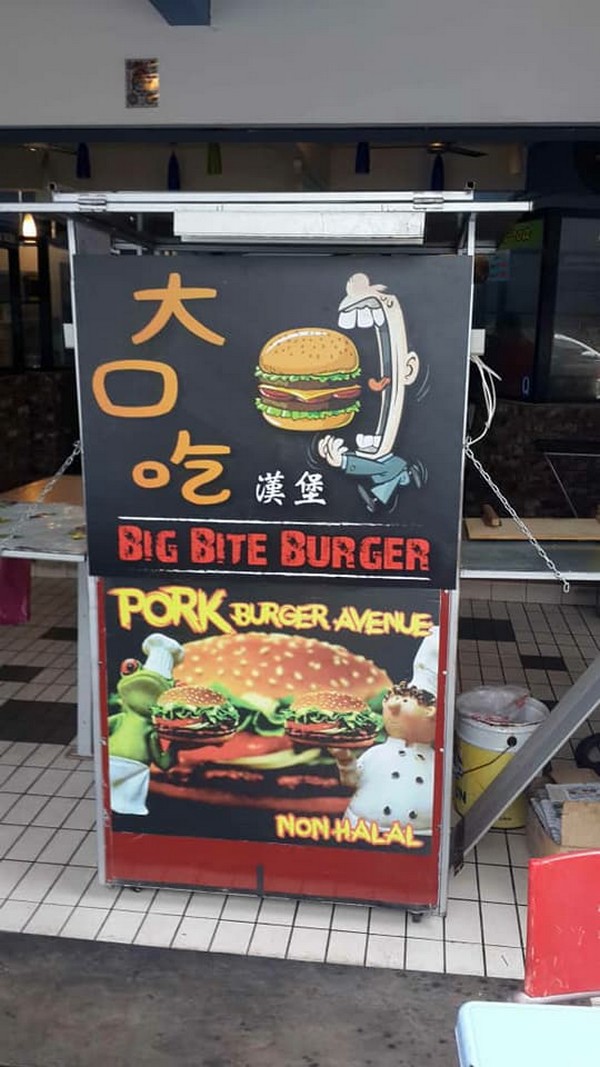 大
口
吃
漢堡
BIG BITE BURGER
PORK BURGER AVENUE
NON-HALAL